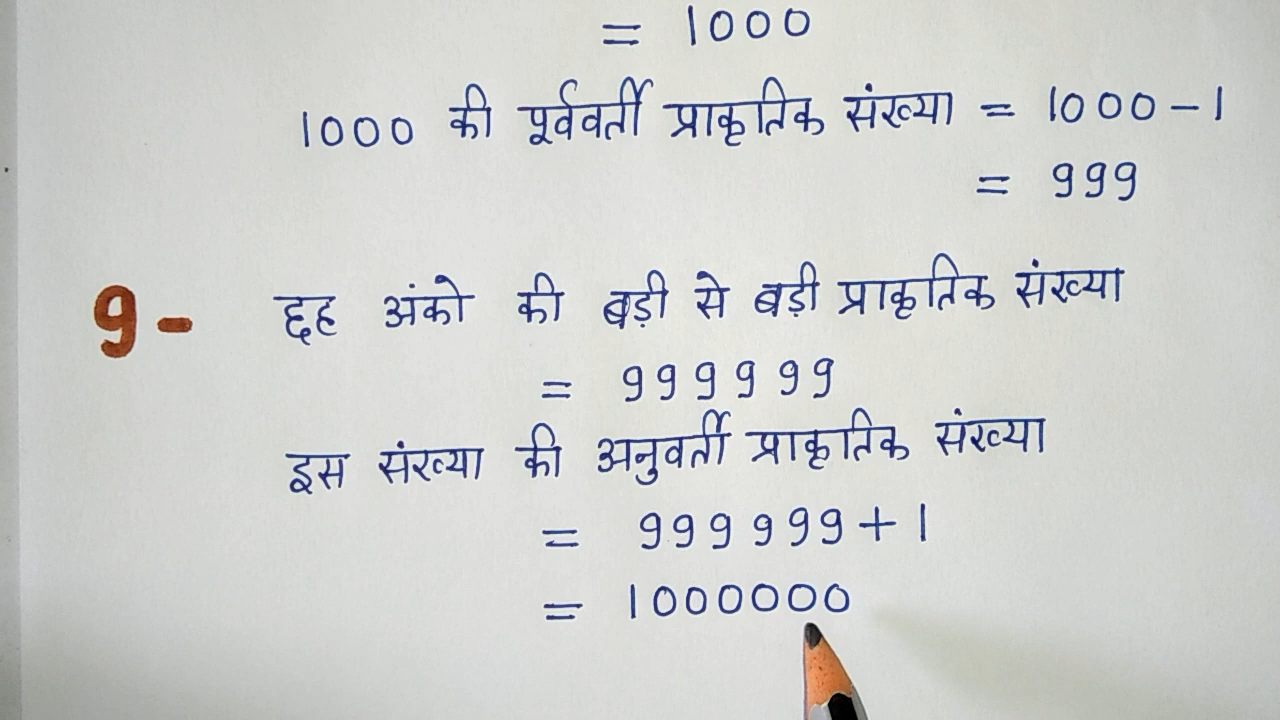 = 1000
1000 की पूर्ववर्ती प्राकृतिक संख्या = 1000 - 1
= 999
9- छह अंको की बड़ी से बड़ी प्राकृतिक संख्या
= 999999
इस संख्या की अनुवर्ती प्राकृतिक संख्या
= 999999 + 1
= 1000000